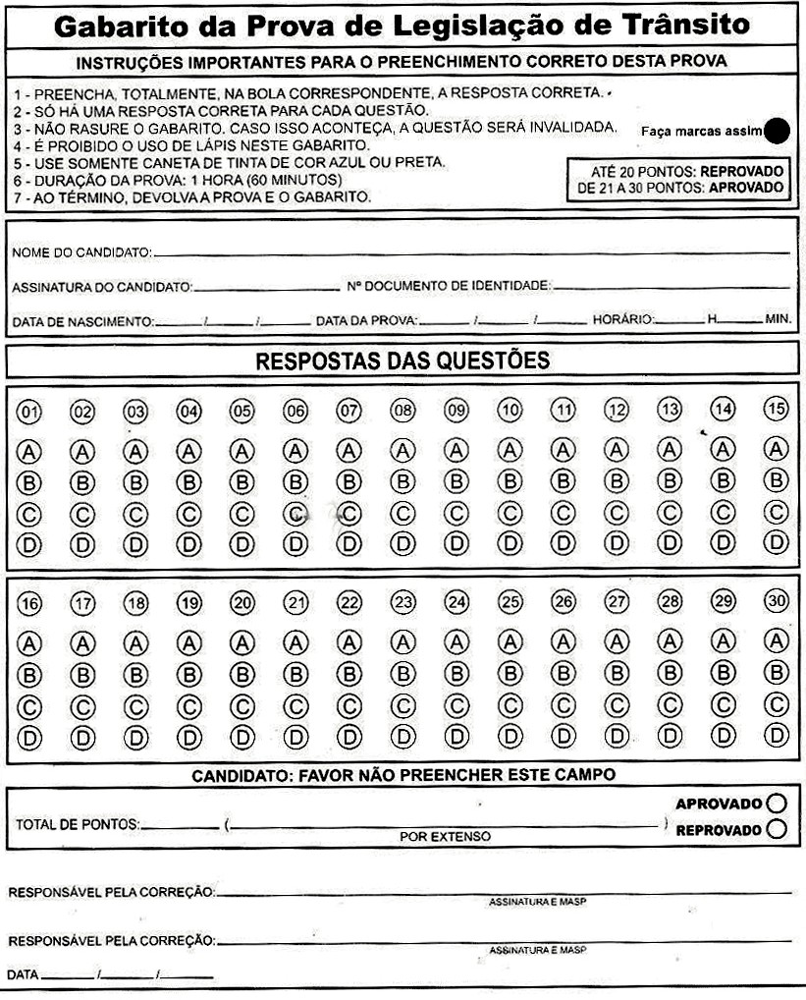 Gabarito da Prova de Legislação de Trânsito
INSTRUÇÕES IMPORTANTES PARA O PREENCHIMENTO CORRETO DESTA PROVA
1 - PREENCHA, TOTALMENTE, NA BOLA CORRESPONDENTE, A RESPOSTA CORRETA.
2 - SÓ HÁ UMA RESPOSTA CORRETA PARA CADA QUESTÃO.
3 - NÃO RASURE O GABARITO. CASO ISSO ACONTEÇA, A QUESTÃO SERÁ INVALIDADA.
Faça marcas assim
4 - É PROIBIDO O USO DE LÁPIS NESTE GABARITO.
5 - USE SOMENTE CANETA DE TINTA DE COR AZUL OU PRETA.
6 - DURAÇÃO DA PROVA: 1 HORA (60 MINUTOS)
7 - AO TÉRMINO, DEVOLVA A PROVA E O GABARITO.
ATÉ 20 PONTOS: REPROVADO
DE 21 A 30 PONTOS: APROVADO
NOME DO CANDIDATO:
ASSINATURA DO CANDIDATO: Nº DOCUMENTO DE IDENTIDADE:
DATA DE NASCIMENTO: / / DATA DA PROVA: / / HORÁRIO: H. MIN.
RESPOSTAS DAS QUESTÕES
01 02 03 04 05 06 07 08 09 10 11 12 13 14 15
A A A A A A A A A A A A A A A
B B B B B B B B B B B B B B B
C C C C C C C C C C C C C C C
D D D D D D D D D D D D D D D
16 17 18 19 20 21 22 23 24 25 26 27 28 29 30
A A A A A A A A A A A A A A A
B B B B B B B B B B B B B B B
C C C C C C C C C C C C C C C
D D D D D D D D D D D D D D D
CANDIDATO: FAVOR NÃO PREENCHER ESTE CAMPO
APROVADO
TOTAL DE PONTOS: ( )
REPROVADO
POR EXTENSO
RESPONSÁVEL PELA CORREÇÃO:
ASSINATURA E MASP
RESPONSÁVEL PELA CORREÇÃO:
ASSINATURA E MASP
DATA / /